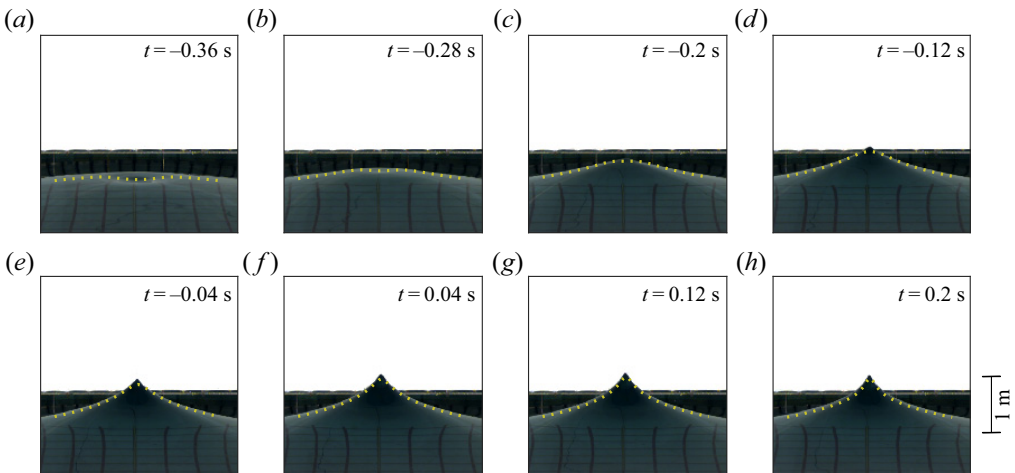 (a)
t = –0.36 s
(b)
t = –0.28 s
(c)
t = –0.2 s
(d)
t = –0.12 s
(e)
t = –0.04 s
(f)
t = 0.04 s
(g)
t = 0.12 s
(h)
t = 0.2 s
1 m